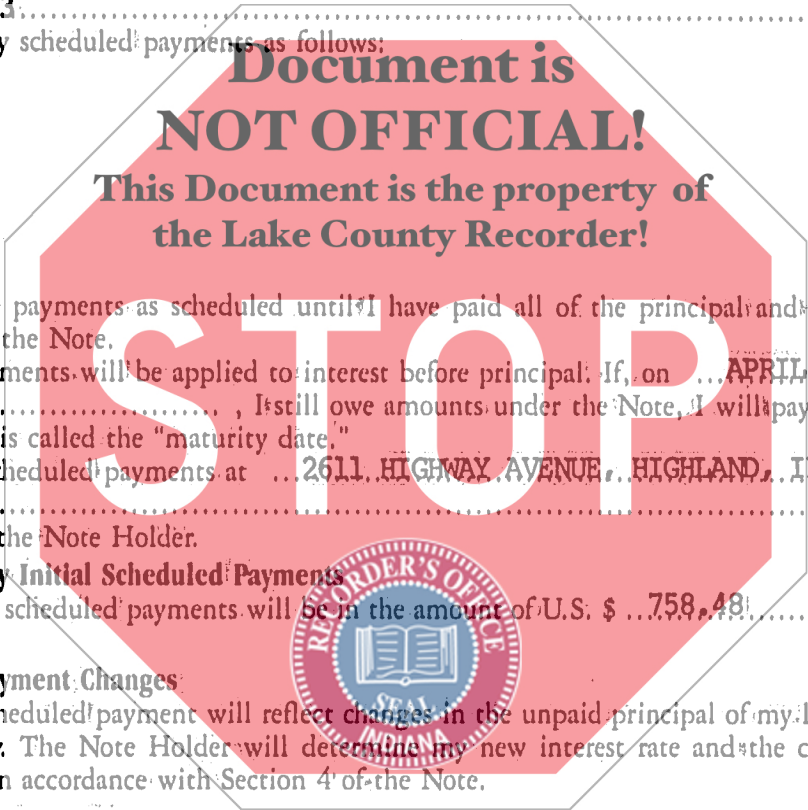 3
y scheduled payments as follows:
Document is
NOT OFFICIAL!
This Document is the property of
the Lake County Recorder!
payments as scheduled until I have paid all of the principal and
the Note.
ments will be applied to interest before principal. If, on ... APRIL
...................... , I still owe amounts under the Note, I will pay
is called the “maturity date.”
heduled payments at ... 2611 HIGHWAY AVENUE, HIGHLAND, I
STOP
the Note Holder.
y Initial Scheduled Payments
scheduled payments will be in the amount of U.S. $ ... 758.48 ......
RECORDER'S OFFICE
SEAL
INDIANA
yment Changes
heduled payment will reflect changes in the unpaid principal of my l
. The Note Holder will determine my new interest rate and the c
n accordance with Section 4 of the Note.